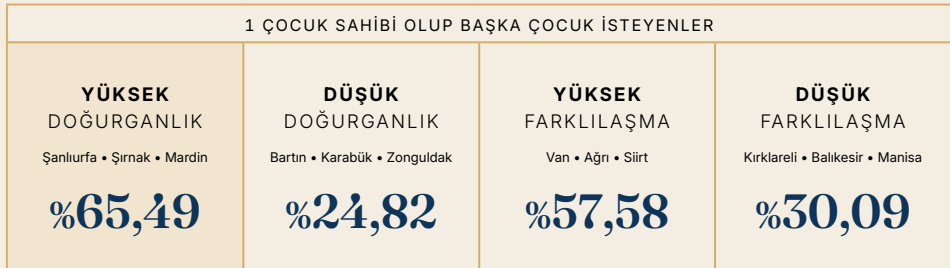 1 ÇOCUK SAHİBİ OLUP BAŞKA ÇOCUK İSTEYENLER
YÜKSEK
DOĞURGANLIK
Şanlıurfa • Şırnak • Mardin
%65,49
DÜŞÜK
DOĞURGANLIK
Bartın • Karabük • Zonguldak
%24,82
YÜKSEK
FARKLILAŞMA
Van • Ağrı • Siirt
%57,58
DÜŞÜK
FARKLILAŞMA
Kırklareli • Balıkesir • Manisa
%30,09